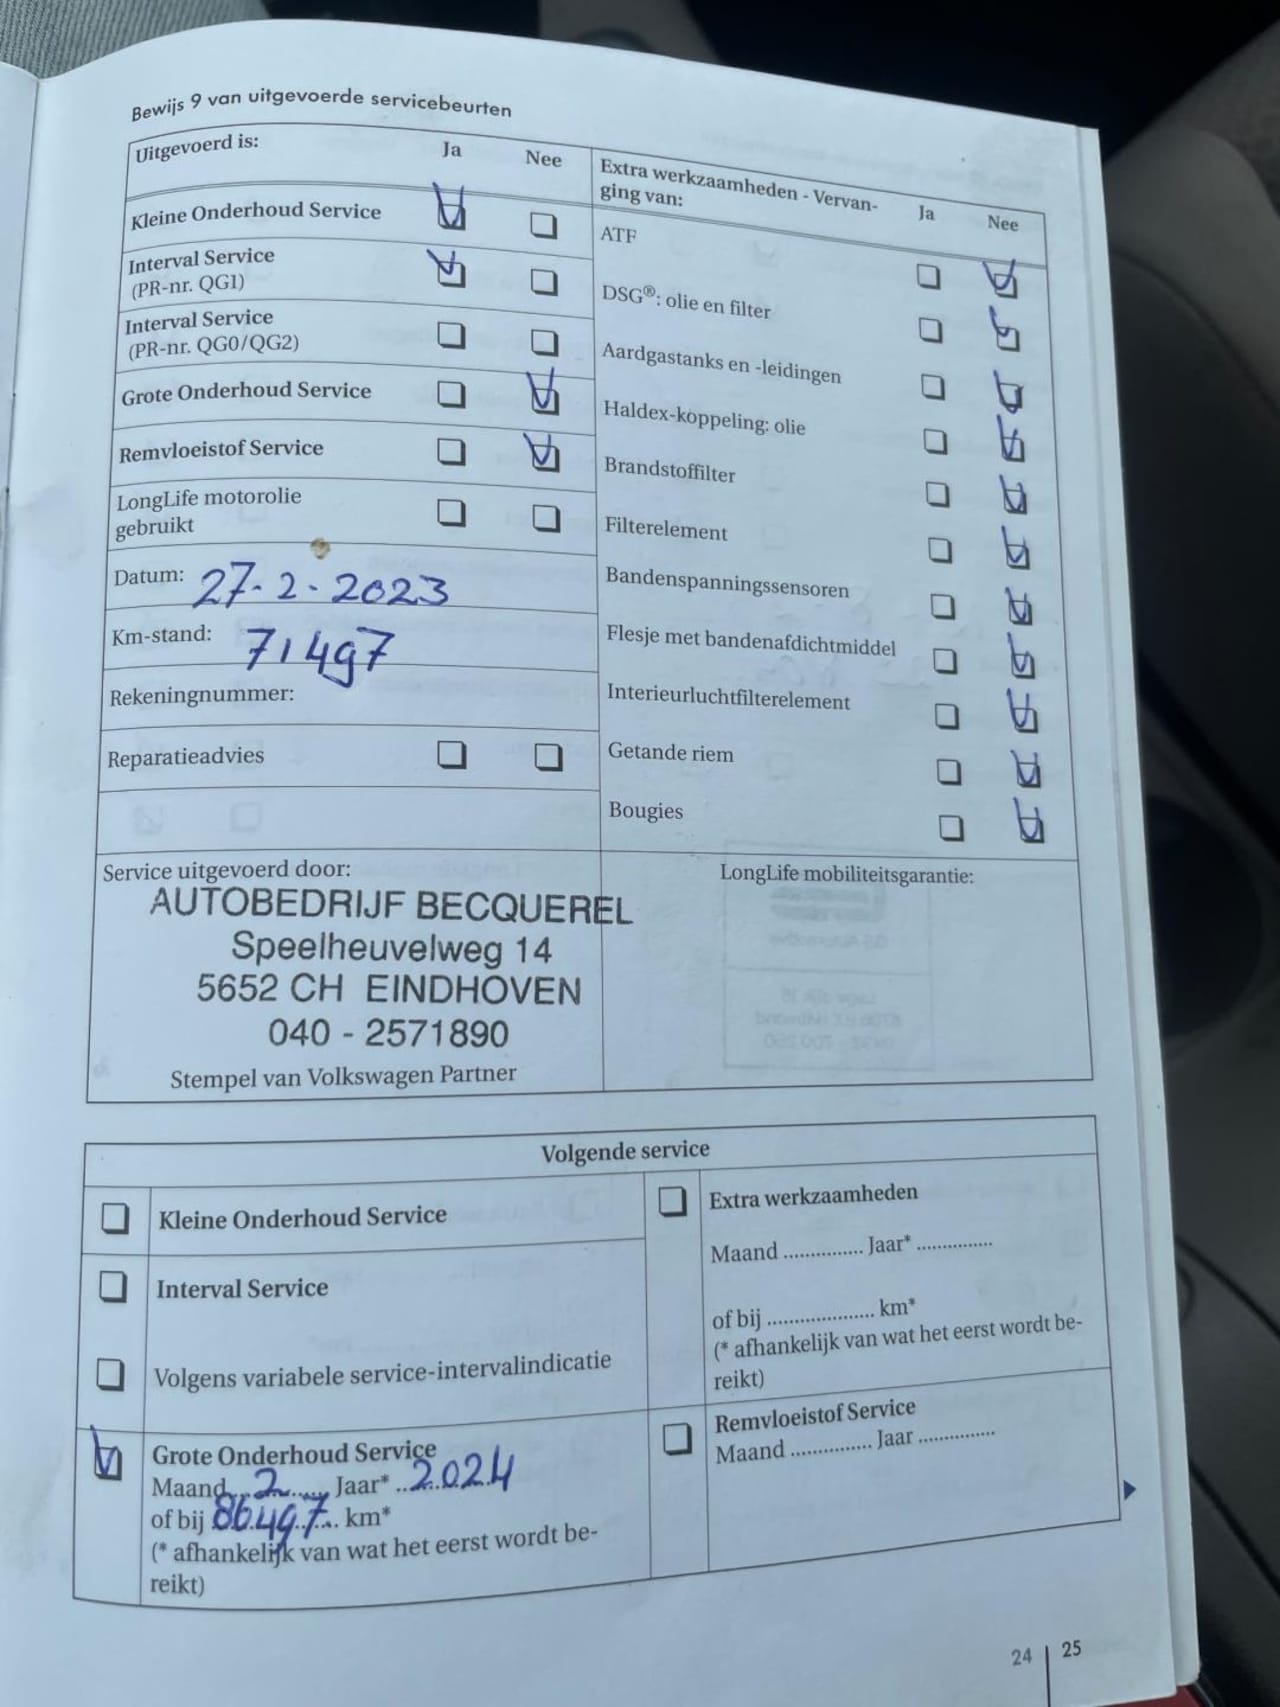 Bewijs 9 van uitgevoerde servicebeurten
Uitgevoerd is: Ja Nee
Kleine Onderhoud Service
Interval Service
(PR-nr. QG1)
Interval Service
(PR-nr. QG0/QG2)
Grote Onderhoud Service
Remvloeistof Service
LongLife motorolie
gebruikt
Datum: 27-2-2023
Km-stand: 71497
Rekeningnummer:
Reparatieadvies
Extra werkzaamheden - Vervan-
ging van: Ja Nee
ATF
DSG®: olie en filter
Aardgastanks en -leidingen
Haldex-koppeling: olie
Brandstoffilter
Filterelement
Bandenspanningssensoren
Flesje met bandenafdichtmiddel
Interieurluchtfilterelement
Getande riem
Bougies
Service uitgevoerd door:
AUTOBEDRIJF BECQUEREL
Speelheuvelweg 14
5652 CH EINDHOVEN
040 - 2571890
Stempel van Volkswagen Partner
LongLife mobiliteitsgarantie:
Volgende service
Kleine Onderhoud Service
Interval Service
Volgens variabele service-intervalindicatie
Grote Onderhoud Service
Maand 2 Jaar* 2024
of bij 86497 km*
(* afhankelijk van wat het eerst wordt be-
reikt)
Extra werkzaamheden
Maand ............... Jaar* ..............
of bij .................... km*
(* afhankelijk van wat het eerst wordt be-
reikt)
Remvloeistof Service
Maand ............... Jaar ..............
24 | 25